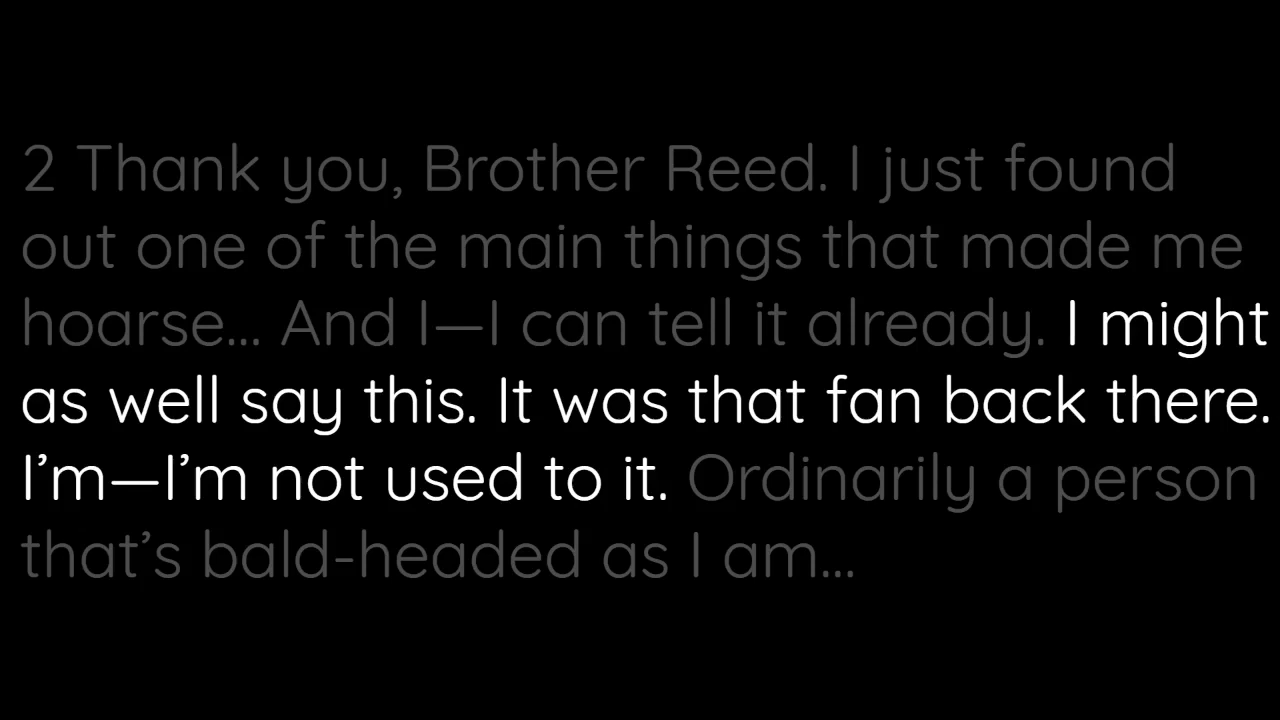 2 Thank you, Brother Reed. I just found
out one of the main things that made me
hoarse... And I—I can tell it already. I might
as well say this. It was that fan back there.
I’m—I’m not used to it. Ordinarily a person
that’s bald-headed as I am...